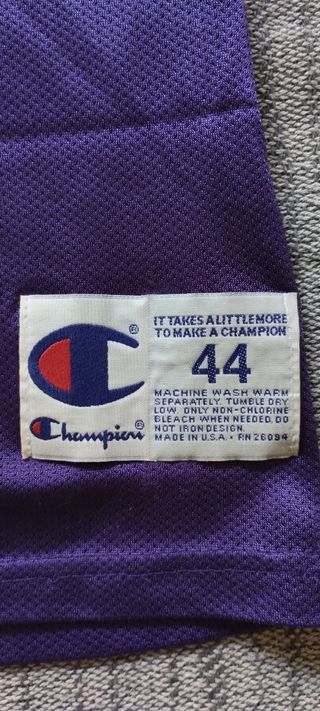 IT TAKES A LITTLE MORE
TO MAKE A CHAMPION
44
MACHINE WASH WARM
SEPARATELY. TUMBLE DRY
LOW. ONLY NON-CHLORINE
BLEACH WHEN NEEDED. DO
NOT IRON DESIGN.
MADE IN U.S.A. • RN 26094
®
Champion®